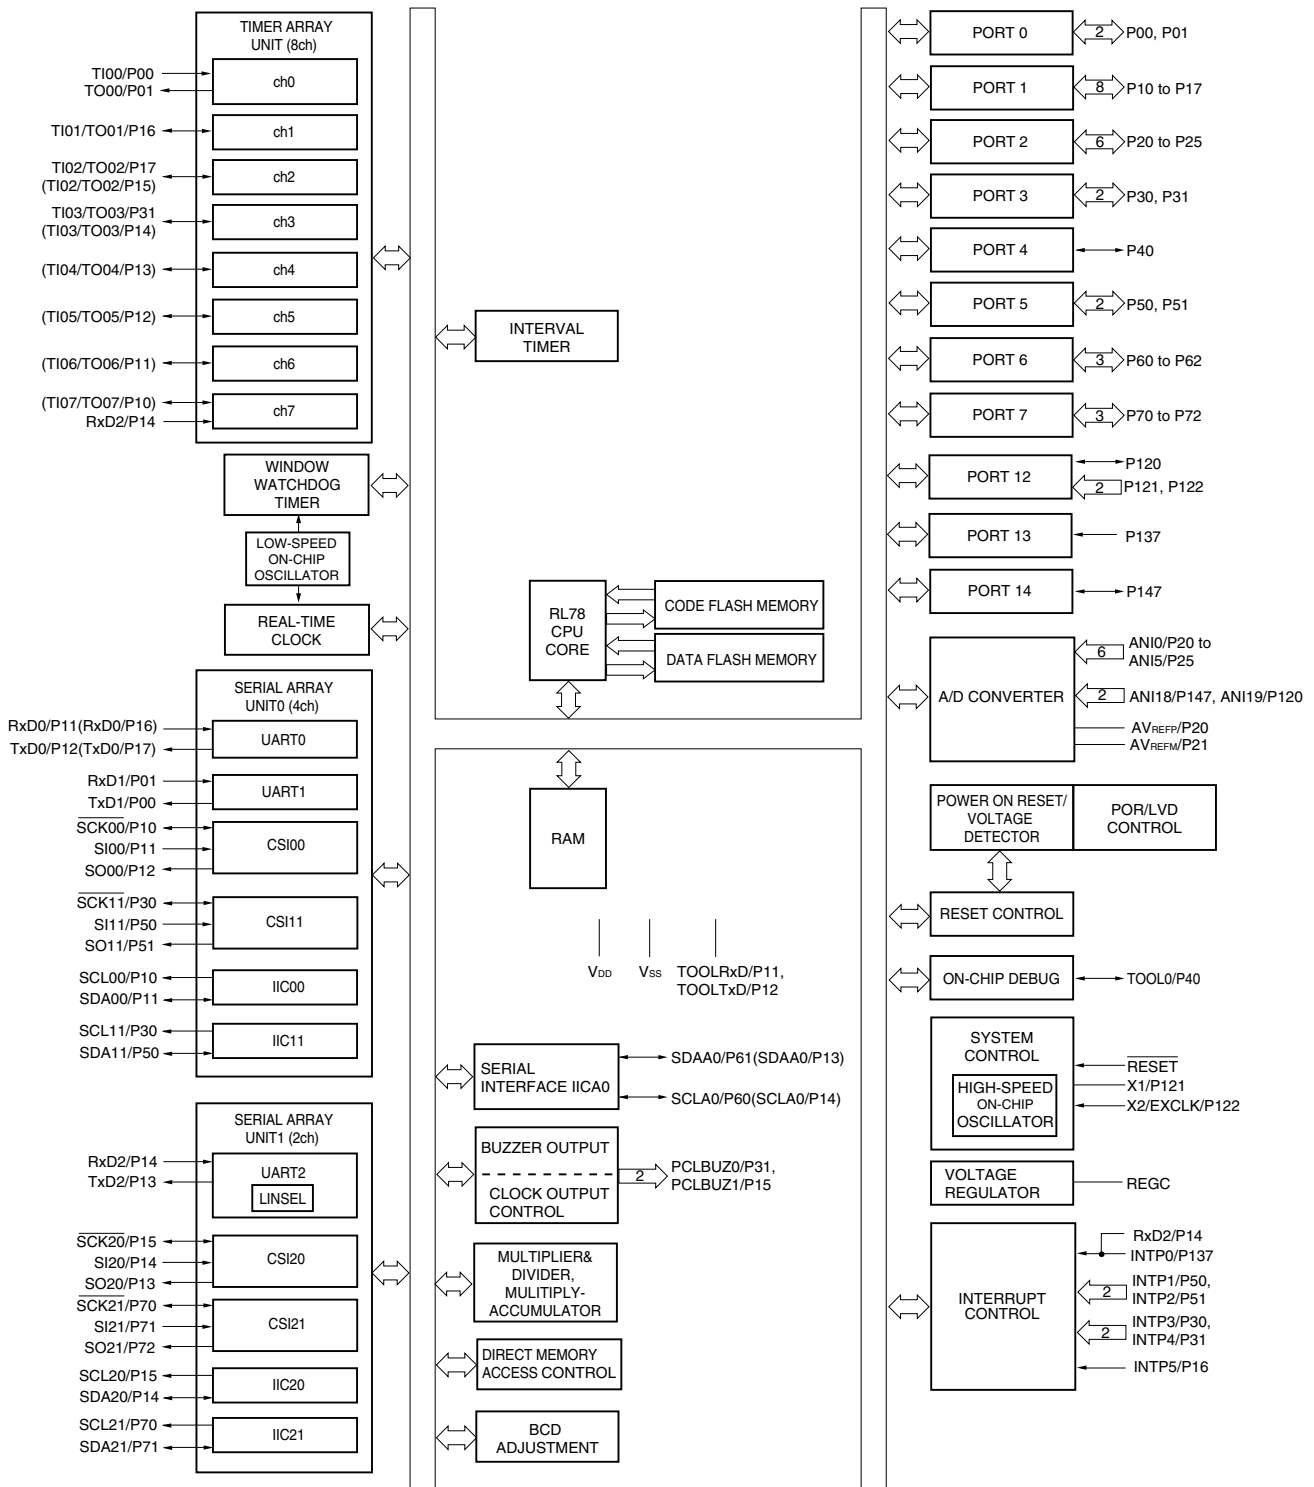 TIMER ARRAY
UNIT (8ch)
TI00/P00
TO00/P01
ch0
TI01/TO01/P16
ch1
TI02/TO02/P17
(TI02/TO02/P15)
ch2
TI03/TO03/P31
(TI03/TO03/P14)
ch3
(TI04/TO04/P13)
ch4
(TI05/TO05/P12)
ch5
(TI06/TO06/P11)
ch6
(TI07/TO07/P10)
RxD2/P14
ch7
WINDOW
WATCHDOG
TIMER
LOW-SPEED
ON-CHIP
OSCILLATOR
REAL-TIME
CLOCK
SERIAL ARRAY
UNIT0 (4ch)
RxD0/P11(RxD0/P16)
TxD0/P12(TxD0/P17)
UART0
RxD1/P01
TxD1/P00
UART1
SCK00/P10
SI00/P11
SO00/P12
CSI00
SCK11/P30
SI11/P50
SO11/P51
CSI11
SCL00/P10
SDA00/P11
IIC00
SCL11/P30
SDA11/P50
IIC11
SERIAL ARRAY
UNIT1 (2ch)
RxD2/P14
TxD2/P13
UART2
LINSEL
SCK20/P15
SI20/P14
SO20/P13
CSI20
SCK21/P70
SI21/P71
SO21/P72
CSI21
SCL20/P15
SDA20/P14
IIC20
SCL21/P70
SDA21/P71
IIC21
INTERVAL
TIMER
RL78
CPU
CORE
CODE FLASH MEMORY
DATA FLASH MEMORY
RAM
VDD
VSS
TOOLRxD/P11,
TOOLTxD/P12
SERIAL
INTERFACE IICA0
SDAA0/P61(SDAA0/P13)
SCLA0/P60(SCLA0/P14)
BUZZER OUTPUT
CLOCK OUTPUT
CONTROL
2
PCLBUZ0/P31,
PCLBUZ1/P15
MULTIPLIER&
DIVIDER,
MULITIPLY-
ACCUMULATOR
DIRECT MEMORY
ACCESS CONTROL
BCD
ADJUSTMENT
PORT 0
2
P00, P01
PORT 1
8
P10 to P17
PORT 2
6
P20 to P25
PORT 3
2
P30, P31
PORT 4
P40
PORT 5
2
P50, P51
PORT 6
3
P60 to P62
PORT 7
3
P70 to P72
PORT 12
P120
2
P121, P122
PORT 13
P137
PORT 14
P147
A/D CONVERTER
6
ANI0/P20 to
ANI5/P25
2
ANI18/P147, ANI19/P120
AVREFP/P20
AVREFM/P21
POWER ON RESET/
VOLTAGE
DETECTOR
POR/LVD
CONTROL
RESET CONTROL
ON-CHIP DEBUG
TOOL0/P40
SYSTEM
CONTROL
HIGH-SPEED
ON-CHIP
OSCILLATOR
RESET
X1/P121
X2/EXCLK/P122
VOLTAGE
REGULATOR
REGC
INTERRUPT
CONTROL
RxD2/P14
INTP0/P137
2
INTP1/P50,
INTP2/P51
2
INTP3/P30,
INTP4/P31
INTP5/P16